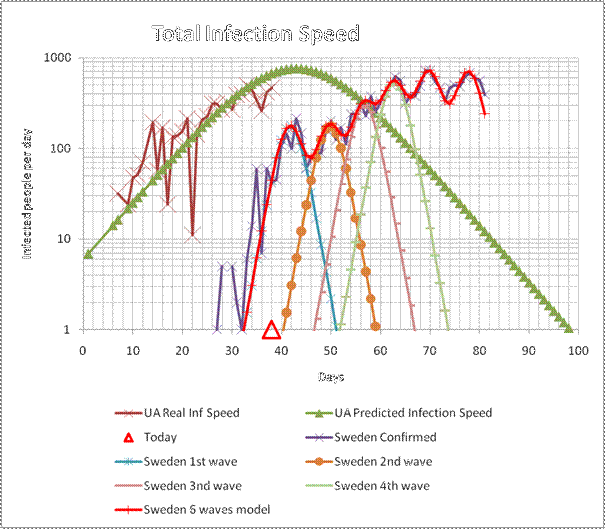 Total Infection Speed
1000
100
10
1
Infected people per day
0 10 20 30 40 50 60 70 80 90 100
Days
UA Real Inf Speed
UA Predicted Infection Speed
Today
Sweden Confirmed
Sweden 1st wave
Sweden 2nd wave
Sweden 3nd wave
Sweden 4th wave
Sweden 6 waves model